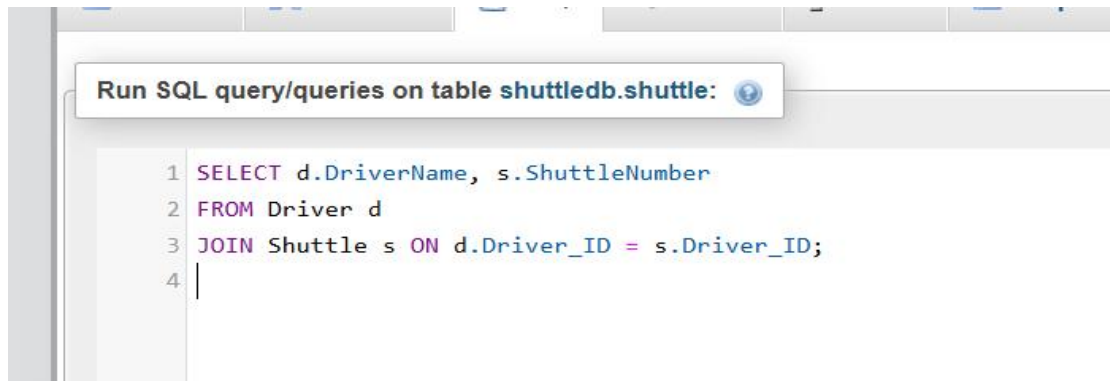 Run SQL query/queries on table shuttledb.shuttle:
1 SELECT d.DriverName, s.ShuttleNumber
2 FROM Driver d
3 JOIN Shuttle s ON d.Driver_ID = s.Driver_ID;
4